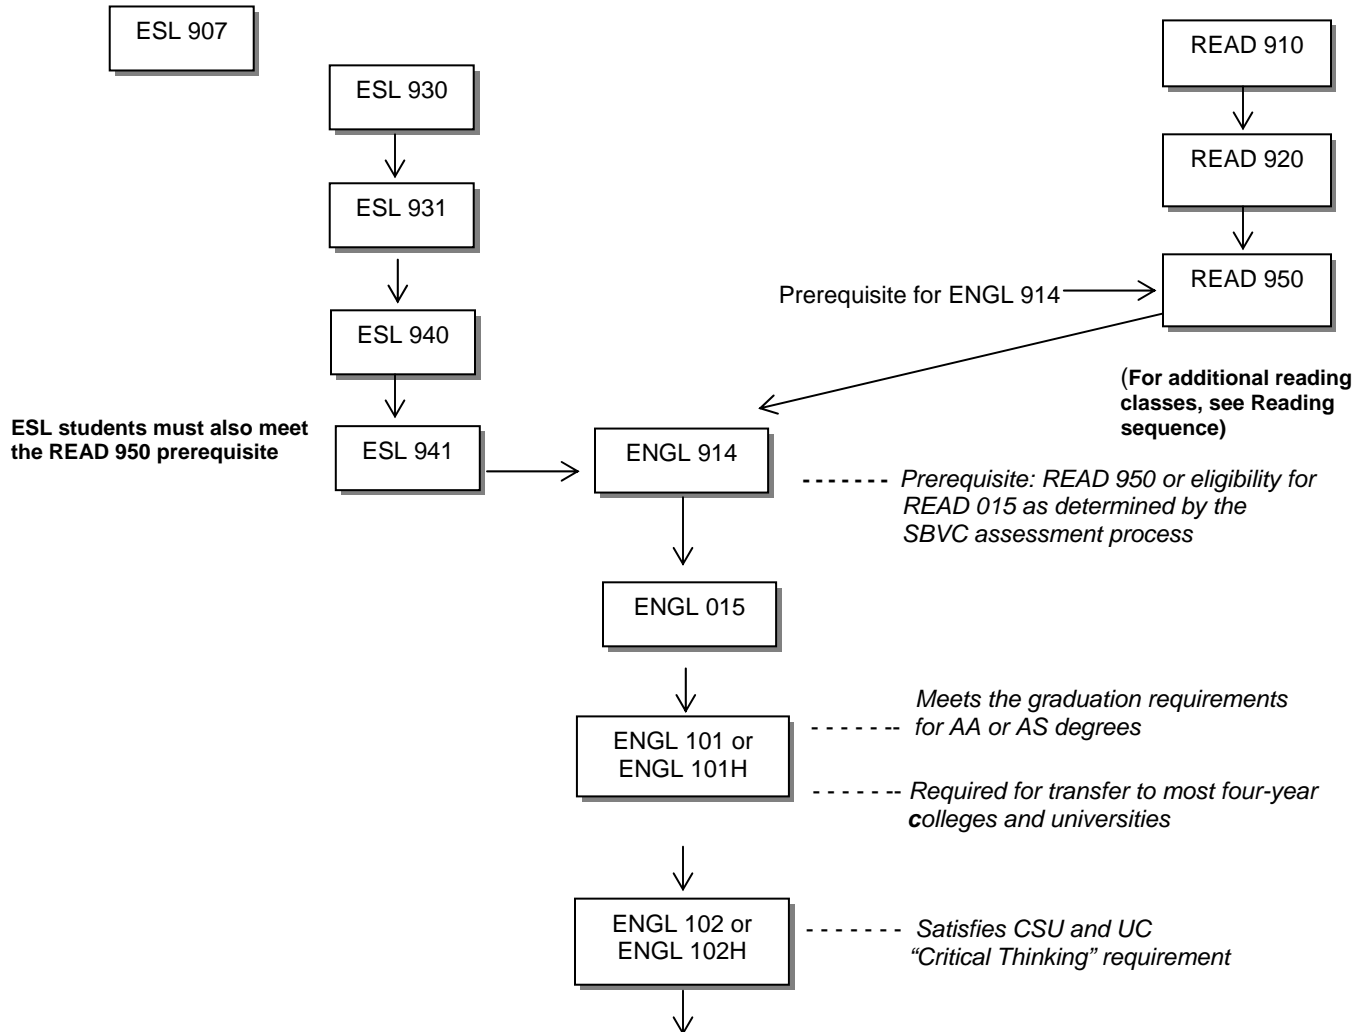 ESL 907
READ 910
ESL 930
READ 920
ESL 931
READ 950
Prerequisite for ENGL 914
ESL 940
(For additional reading
classes, see Reading
sequence)
ESL students must also meet
the READ 950 prerequisite
ESL 941
ENGL 914
Prerequisite: READ 950 or eligibility for
READ 015 as determined by the
SBVC assessment process
ENGL 015
Meets the graduation requirements
for AA or AS degrees
ENGL 101 or
ENGL 101H
Required for transfer to most four-year
colleges and universities
ENGL 102 or
ENGL 102H
Satisfies CSU and UC
“Critical Thinking” requirement